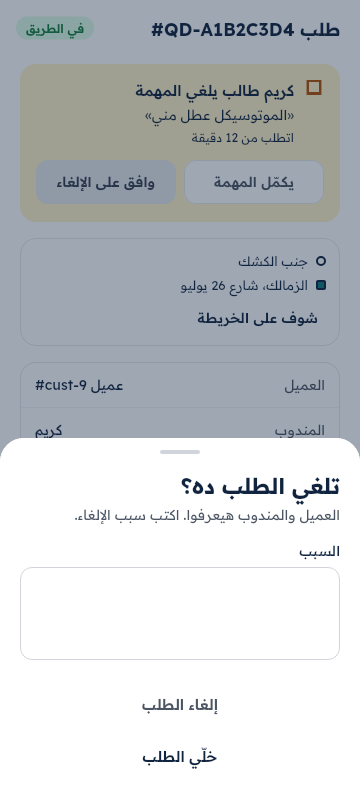 طلب #QD-A1B2C3D4
في الطريق
كريم طالب يلغي المهمة
«الموتوسيكل عطل مني»
اتطلب من 12 دقيقة
يكمّل المهمة
وافق على الإلغاء
جنب الكشك
الزمالك، شارع 26 يوليو
شوف على الخريطة
العميل
عميل #cust-9
المندوب
كريم
تلغي الطلب ده؟
العميل والمندوب هيعرفوا. اكتب سبب الإلغاء.
السبب
إلغاء الطلب
خلّي الطلب